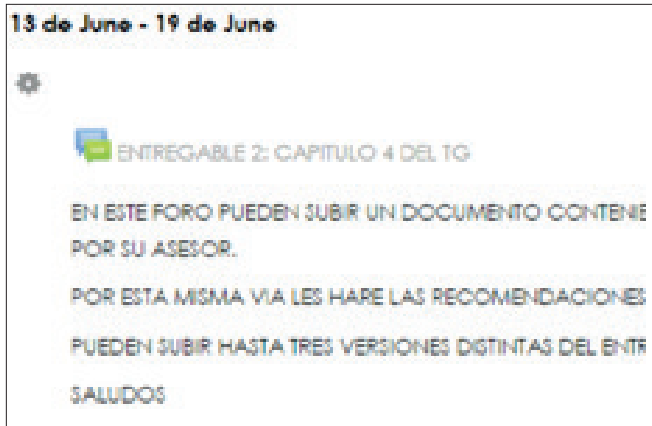 13 de June - 19 de June
ENTREGABLE 2: CAPITULO 4 DEL TG
EN ESTE FORO PUEDEN SUBIR UN DOCUMENTO CONTENIE
POR SU ASESOR.
POR ESTA MISMA VIA LES HARE LAS RECOMENDACIONES
PUEDEN SUBIR HASTA TRES VERSIONES DISTINTAS DEL ENTR
SALUDOS